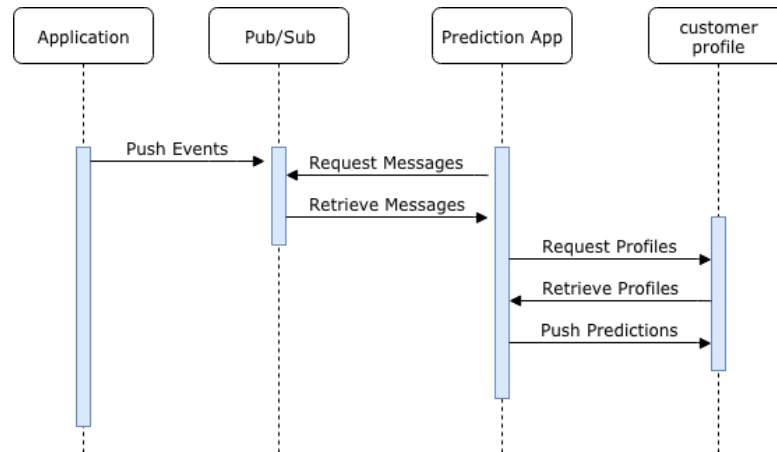 Application
Pub/Sub
Prediction App
customer
profile
Push Events
Request Messages
Retrieve Messages
Request Profiles
Retrieve Profiles
Push Predictions